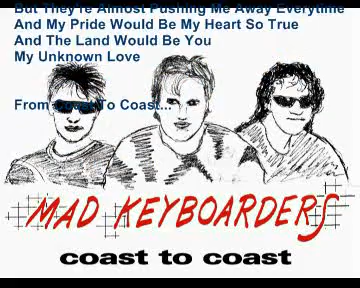 But They're Almost Pushing Me Away Everytime
And My Pride Would Be My Heart So True
And The Land Would Be You
My Unknown Love
From Coast To Coast...
MAD KEYBOARDERS
coast to coast